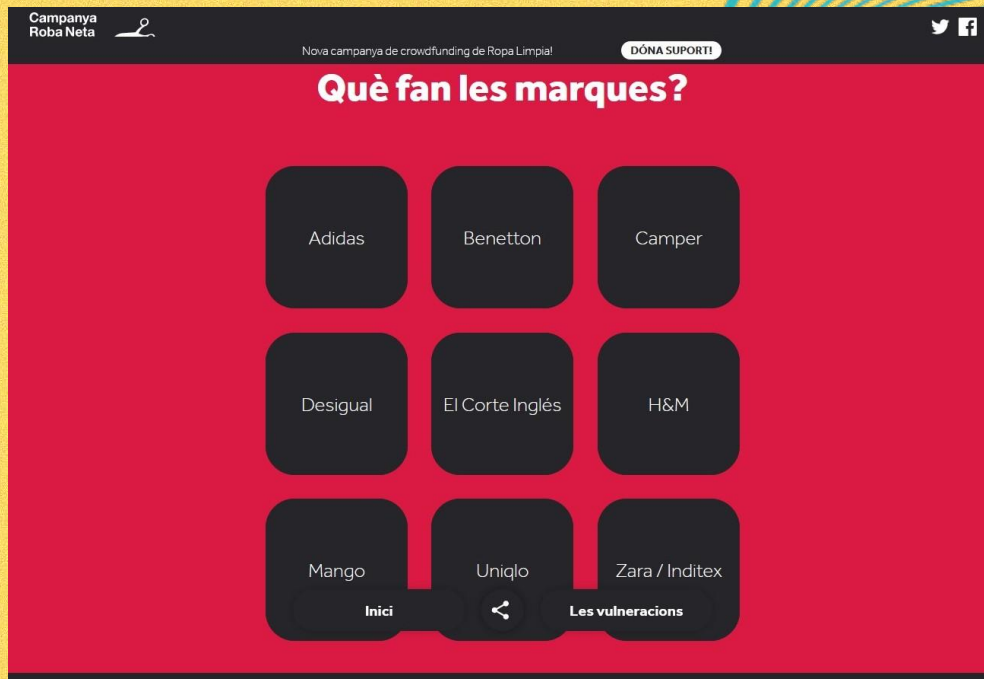 Campanya
Roba Neta
Nova campanya de crowdfunding de Ropa Limpia!
DÓNA SUPORT!
Què fan les marques?
Adidas
Benetton
Camper
Desigual
El Corte Inglés
H&M
Mango
Uniqlo
Zara / Inditex
Inici
Les vulneracions